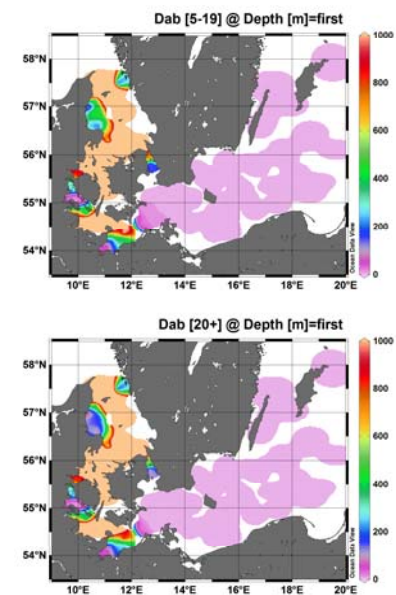 Dab [5-19] @ Depth [m]=first
58°N
57°N
56°N
55°N
54°N
10°E 12°E 14°E 16°E 18°E 20°E
1000
800
600
400
200
0
Ocean Data View
Dab [20+] @ Depth [m]=first
58°N
57°N
56°N
55°N
54°N
10°E 12°E 14°E 16°E 18°E 20°E
1000
800
600
400
200
0
Ocean Data View